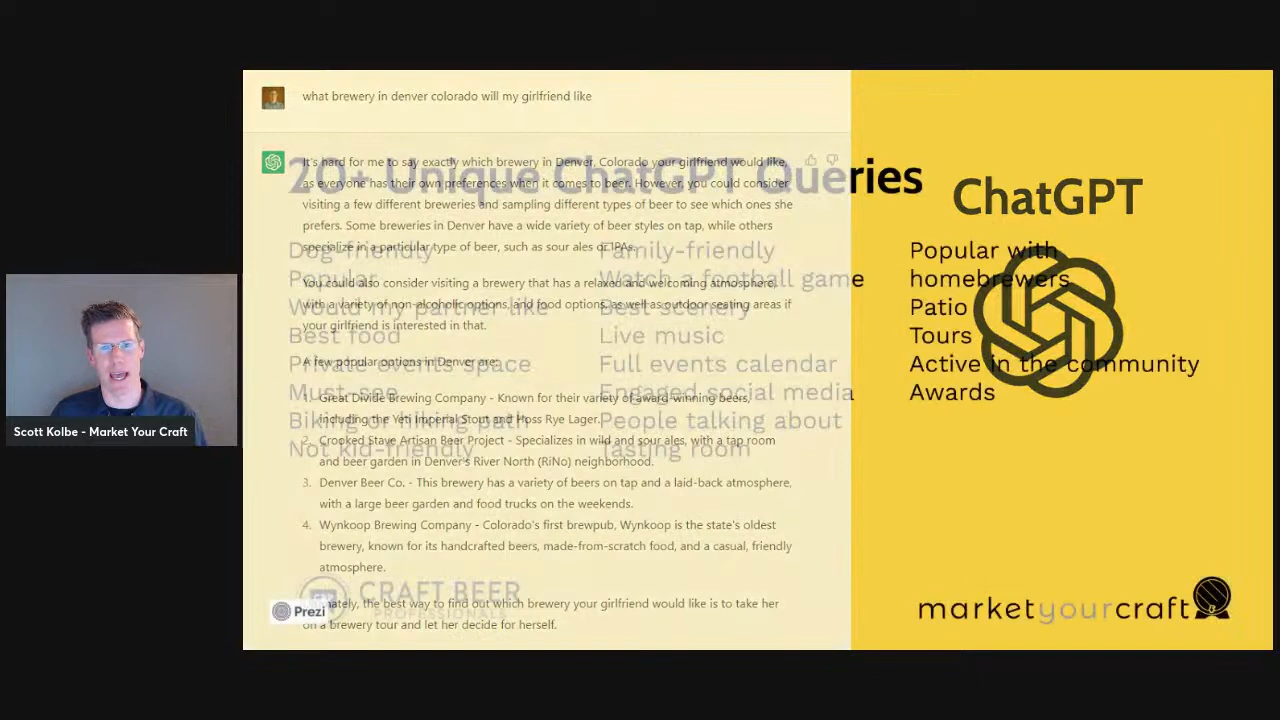 what brewery in denver colorado will my girlfriend like
It's hard for me to say exactly which brewery in Denver, Colorado your girlfriend would like,
as everyone has their own preferences when it comes to beer. However, you could consider
visiting a few different breweries and sampling different types of beer to see which ones she
prefers. Some breweries in Denver have a wide variety of beer styles on tap, while others
specialize in a particular type of beer, such as sour ales or IPAs.
You could also consider visiting a brewery that has a relaxed and welcoming atmosphere,
with a variety of non-alcoholic options, and food options, as well as outdoor seating areas if
your girlfriend is interested in that.
A few popular options in Denver are:
1. Great Divide Brewing Company - Known for their variety of award-winning beers,
including the Yeti Imperial Stout and Hoss Rye Lager.
2. Crooked Stave Artisan Beer Project - Specializes in wild and sour ales, with a tap room
and beer garden in Denver's River North (RiNo) neighborhood.
3. Denver Beer Co. - This brewery has a variety of beers on tap and a laid-back atmosphere,
with a large beer garden and food trucks on the weekends.
4. Wynkoop Brewing Company - Colorado's first brewpub, Wynkoop is the state's oldest
brewery, known for its handcrafted beers, made-from-scratch food, and a casual, friendly
atmosphere.
mately, the best way to find out which brewery your girlfriend would like is to take her
on a brewery tour and let her decide for herself.
20+ Unique ChatGPT Queries
Dog-friendly
Popular
Would my partner like
Best food
Private events space
Must-see
Biking or hiking path
Not kid-friendly
Family-friendly
Watch a football game
Best scenery
Live music
Full events calendar
Engaged social media
People talking about
Tasting room
Popular with
homebrewers
Patio
Tours
Active in the community
Awards
ChatGPT
CRAFT BEER
PROFESSIONALS
Prezi
marketyourcraft
Scott Kolbe - Market Your Craft